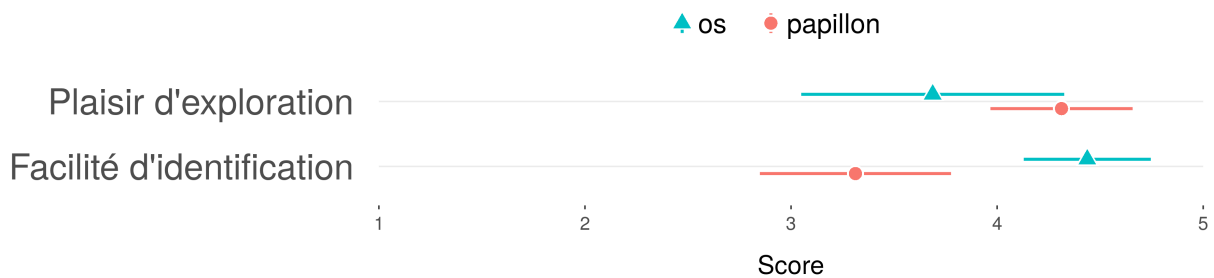 os papillon
Plaisir d'exploration
Facilité d'identification
1 2 3 4 5
Score